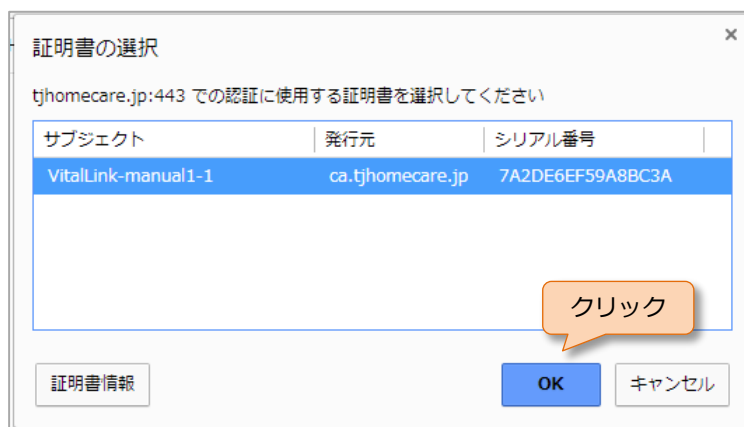 証明書の選択
×
tjhomecare.jp:443 での認証に使用する証明書を選択してください
サブジェクト 発行元 シリアル番号
VitalLink-manual1-1 ca.tjhomecare.jp 7A2DE6EF59A8BC3A
クリック
証明書情報 OK キャンセル